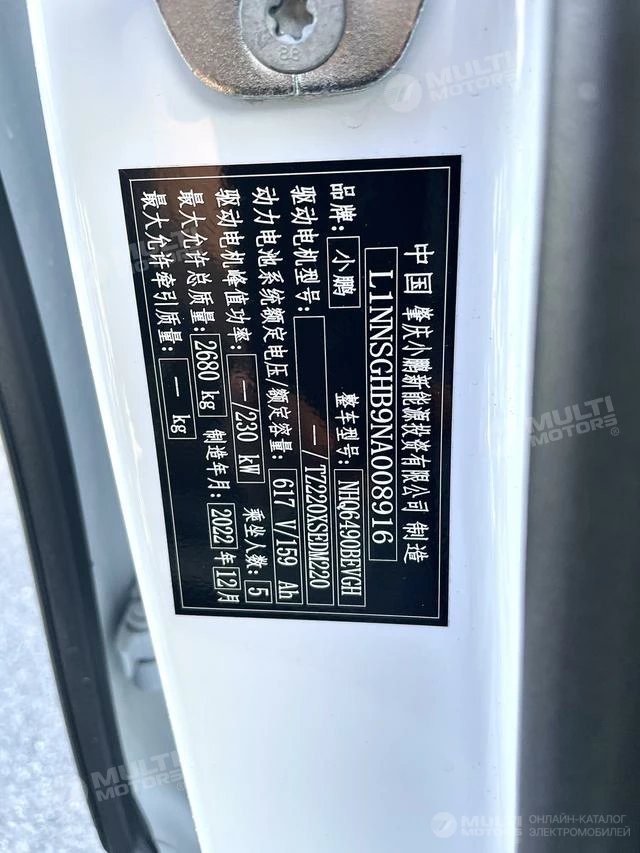 中国 肇庆小鹏新能源投资有限公司 制造
L1NNSGHB9NA008916
品牌: 小鹏 整车型号: NHQ6490BEVGH
驱动电机型号: —/TZ220XSEDM220
动力电池系统额定电压/额定容量: 617 V/159 Ah
驱动电机峰值功率: —/230 kW 乘坐人数: 5
最大允许总质量: 2680 kg 制造年月: 2022年12月
最大允许牵引质量: — kg
MULTI
MOTORS
MULTI
MOTORS
MULTI
MOTORS
MULTI
MOTORS
MULTI
MOTORS
ОНЛАЙН-КАТАЛОГ
ЭЛЕКТРОМОБИЛЕЙ